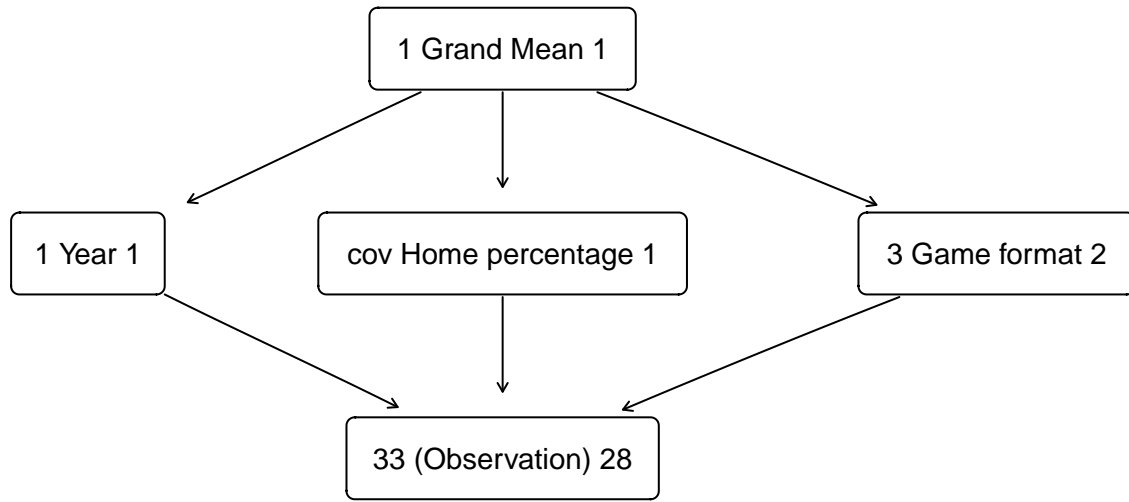 1 Grand Mean 1
1 Year 1
cov Home percentage 1
3 Game format 2
33 (Observation) 28